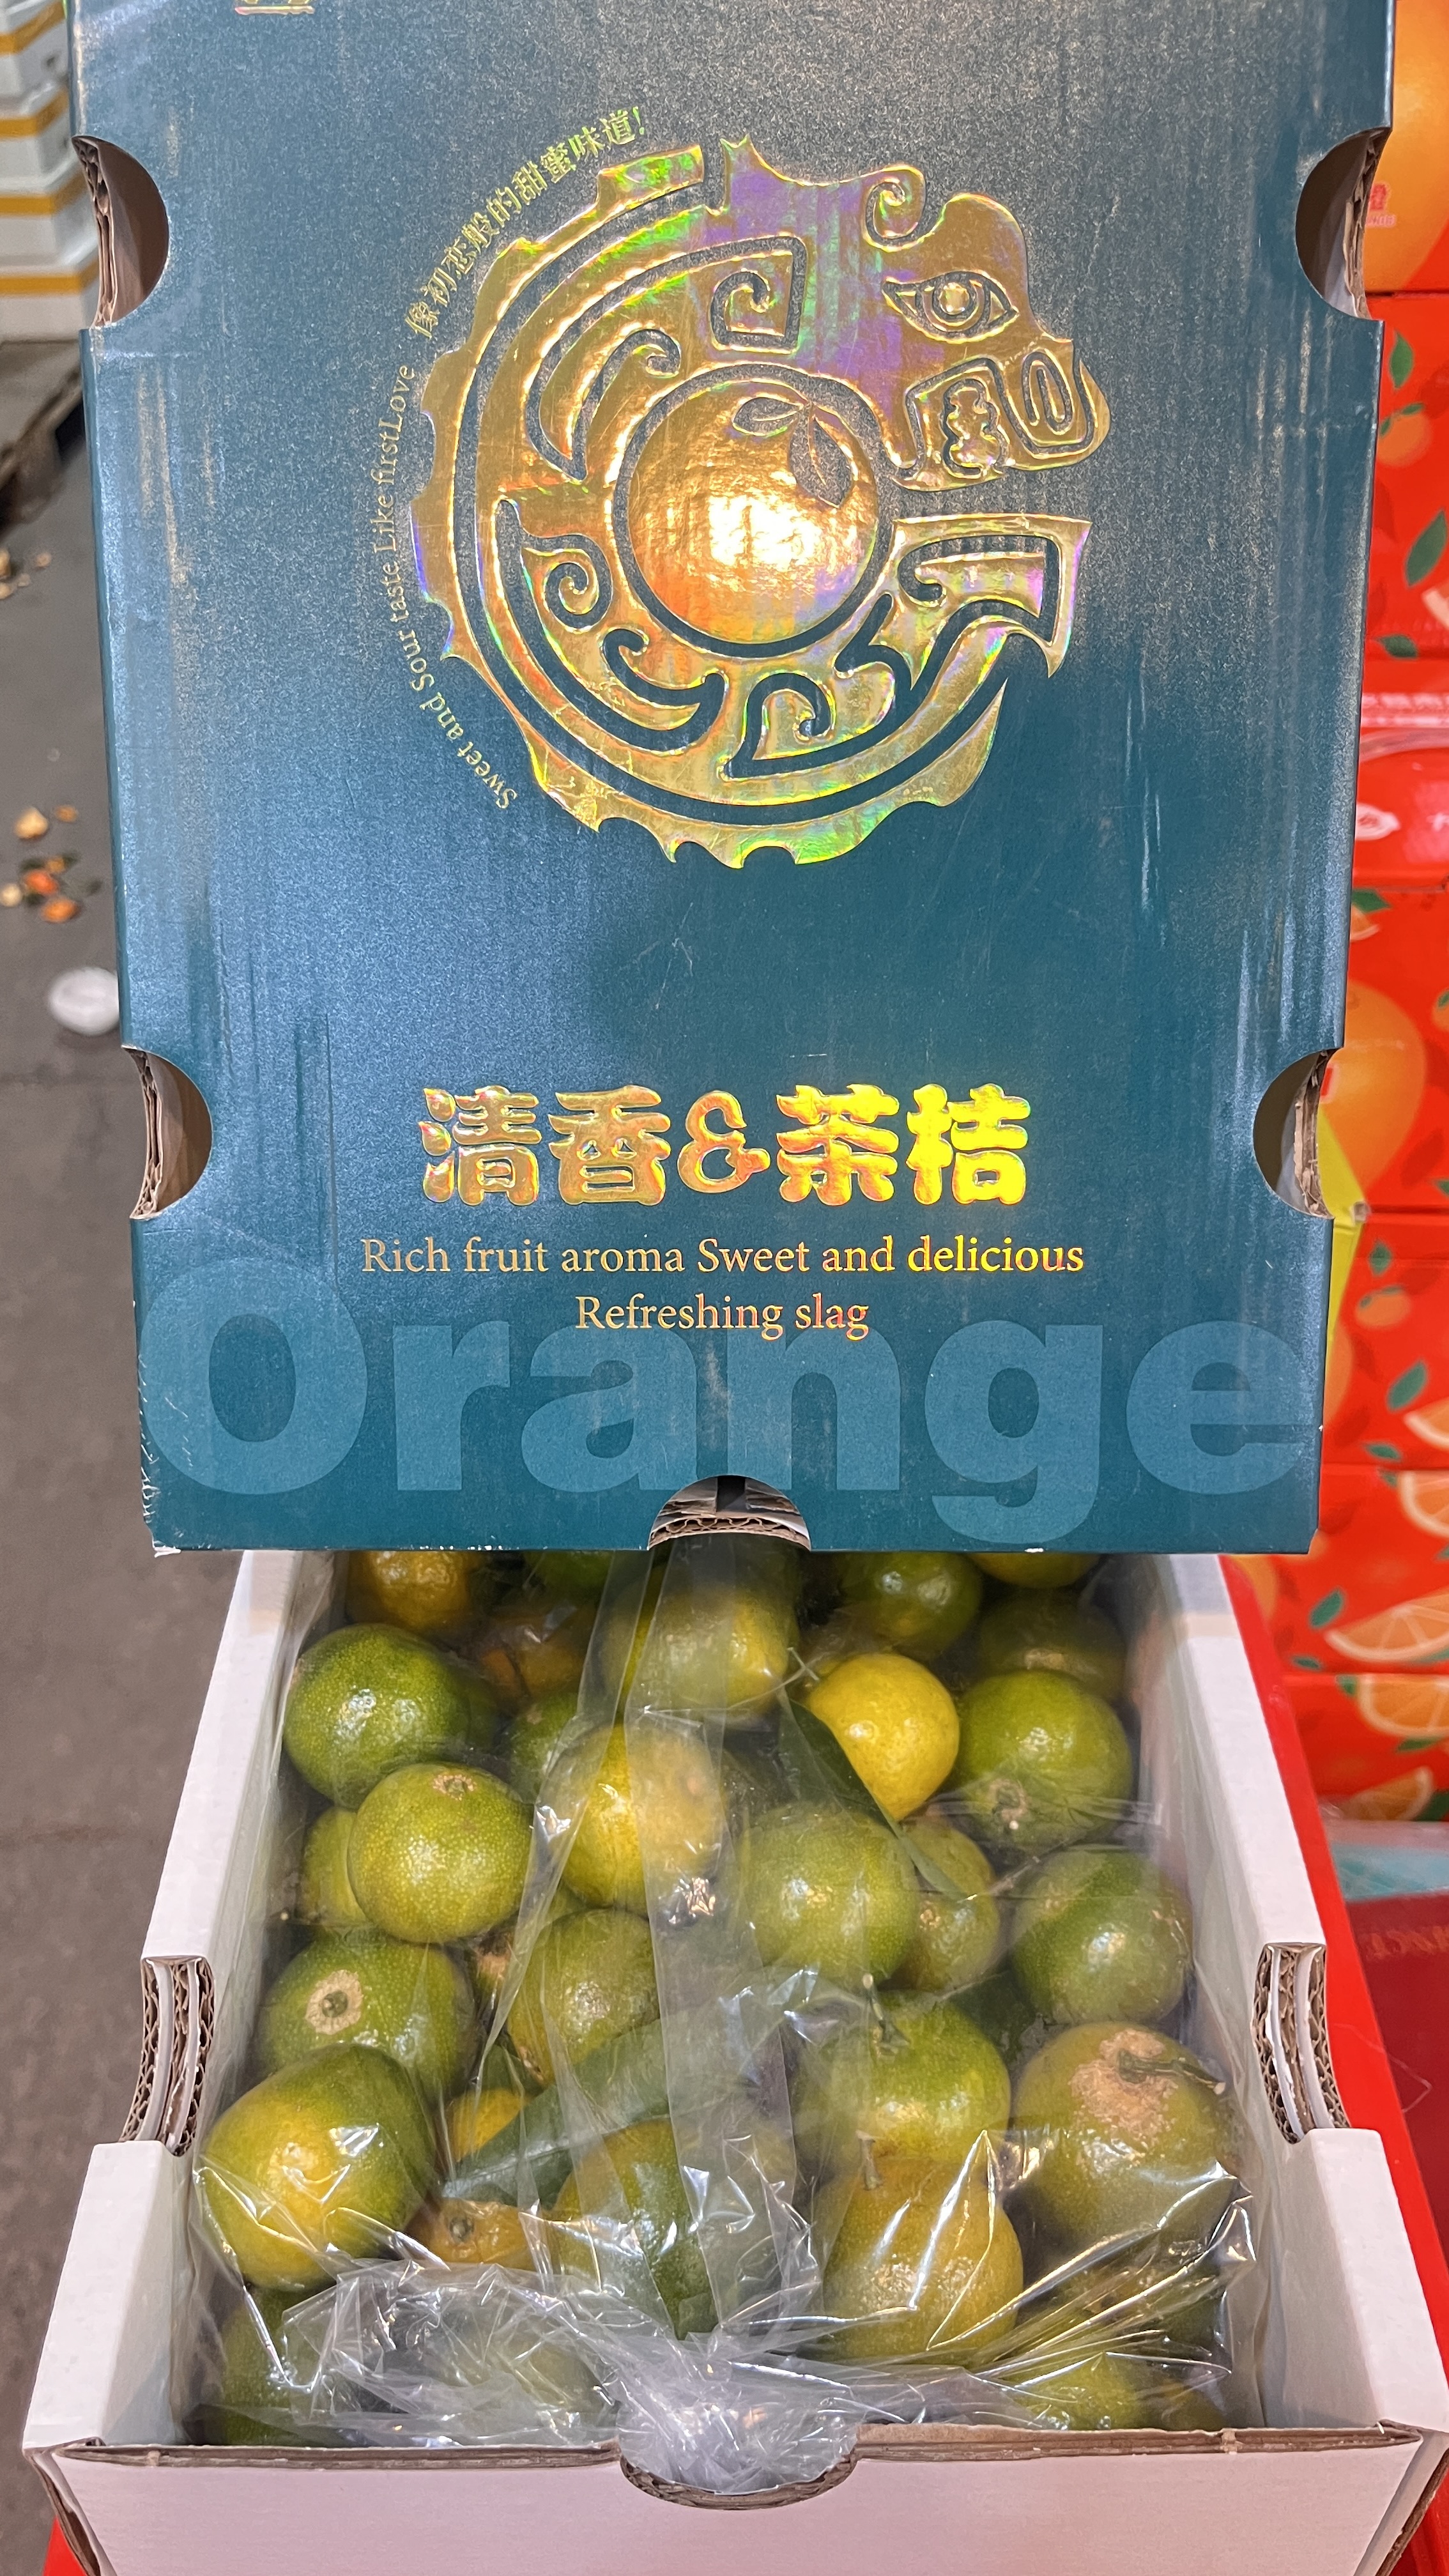 像初恋般的甜蜜味道!
Sweet and Sour taste Like firstLove
清香&茶桔
Rich fruit aroma Sweet and delicious
Refreshing slag
Orange